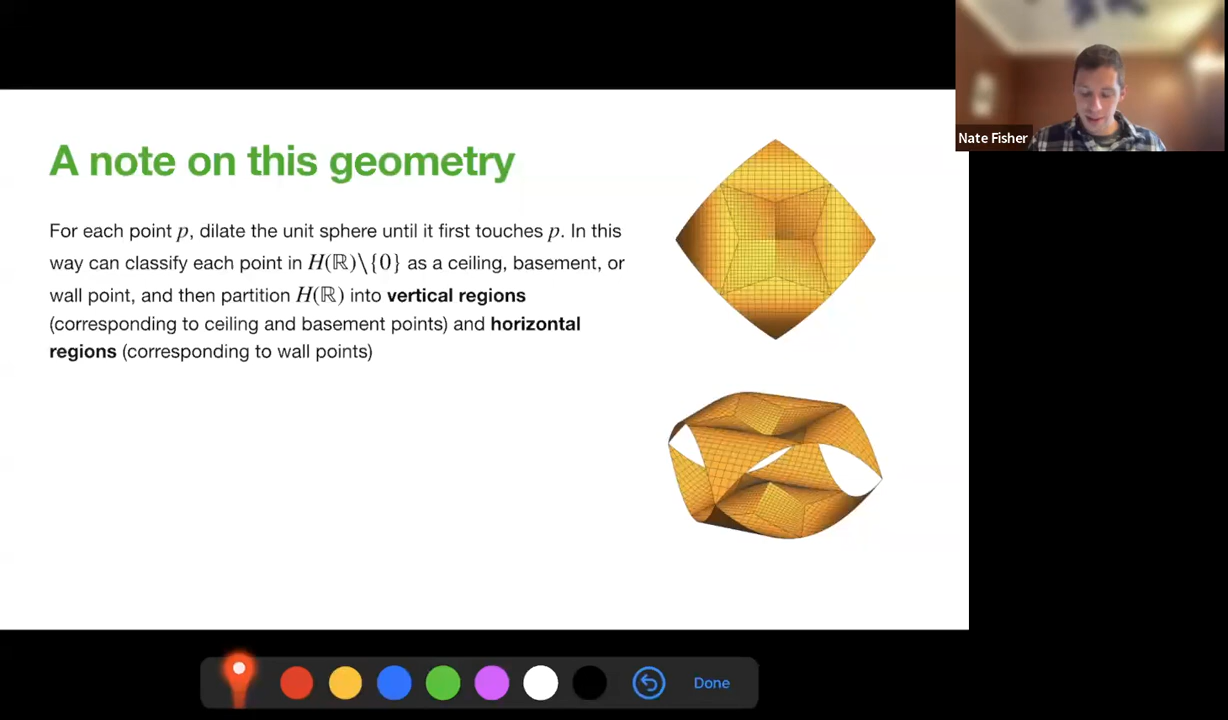 A note on this geometry
For each point p, dilate the unit sphere until it first touches p. In this
way can classify each point in H(ℝ)\{0} as a ceiling, basement, or
wall point, and then partition H(ℝ) into vertical regions
(corresponding to ceiling and basement points) and horizontal
regions (corresponding to wall points)
Nate Fisher
Done